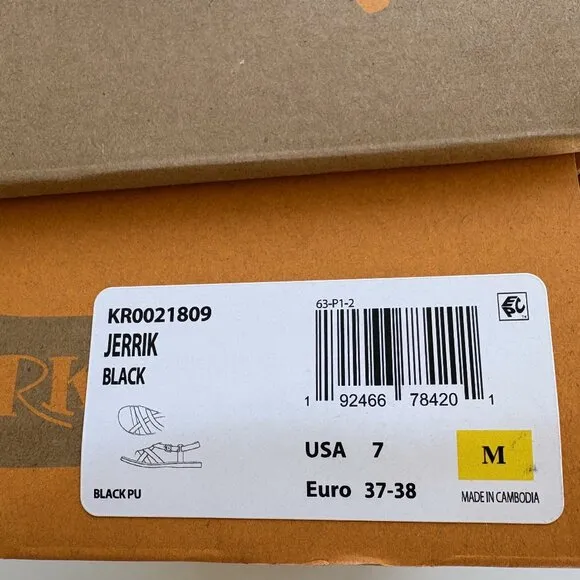 KR0021809
JERRIK
BLACK
BLACK PU
63-P1-2
1 92466 78420 1
USA 7
Euro 37-38
M
MADE IN CAMBODIA
RK